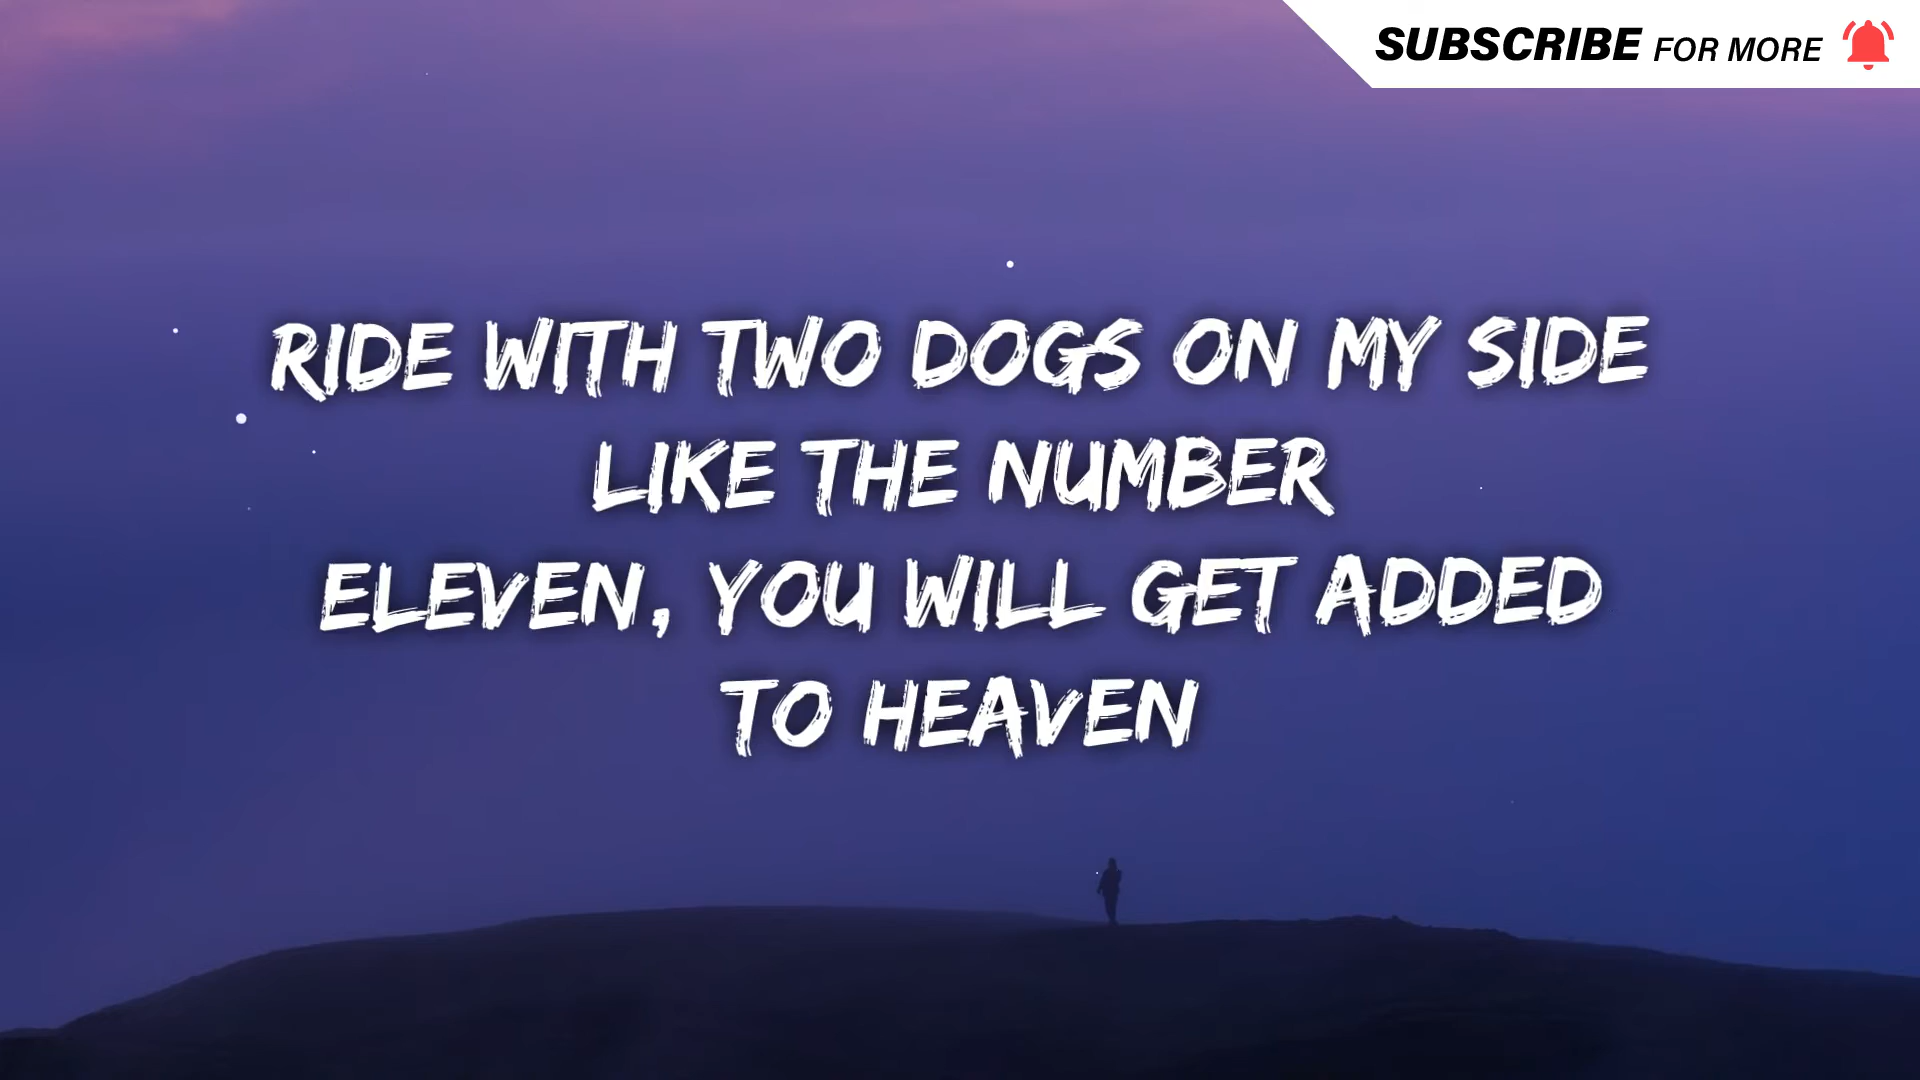 SUBSCRIBE FOR MORE
RIDE WITH TWO DOGS ON MY SIDE
LIKE THE NUMBER
ELEVEN, YOU WILL GET ADDED
TO HEAVEN